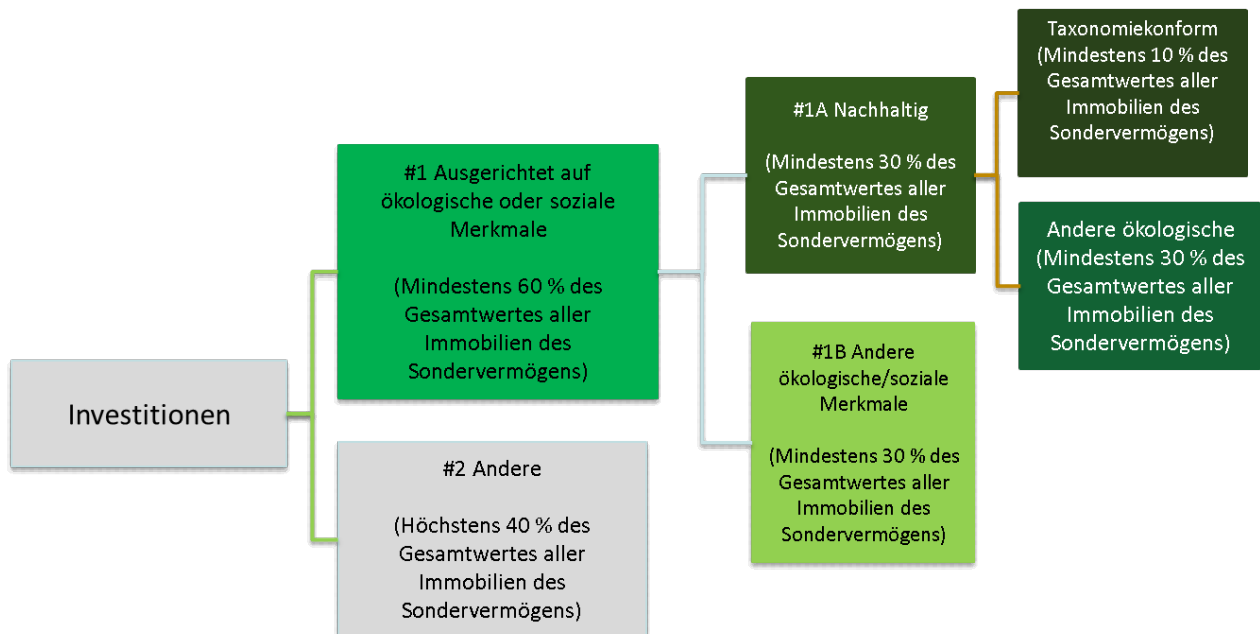 Investitionen
#1 Ausgerichtet auf
ökologische oder soziale
Merkmale
(Mindestens 60 % des
Gesamtwertes aller
Immobilien des
Sondervermögens)
#2 Andere
(Höchstens 40 % des
Gesamtwertes aller
Immobilien des
Sondervermögens)
#1A Nachhaltig
(Mindestens 30 % des
Gesamtwertes aller
Immobilien des
Sondervermögens)
#1B Andere
ökologische/soziale
Merkmale
(Mindestens 30 % des
Gesamtwertes aller
Immobilien des
Sondervermögens)
Taxonomiekonform
(Mindestens 10 % des
Gesamtwertes aller
Immobilien des
Sondervermögens)
Andere ökologische
(Mindestens 30 % des
Gesamtwertes aller
Immobilien des
Sondervermögens)